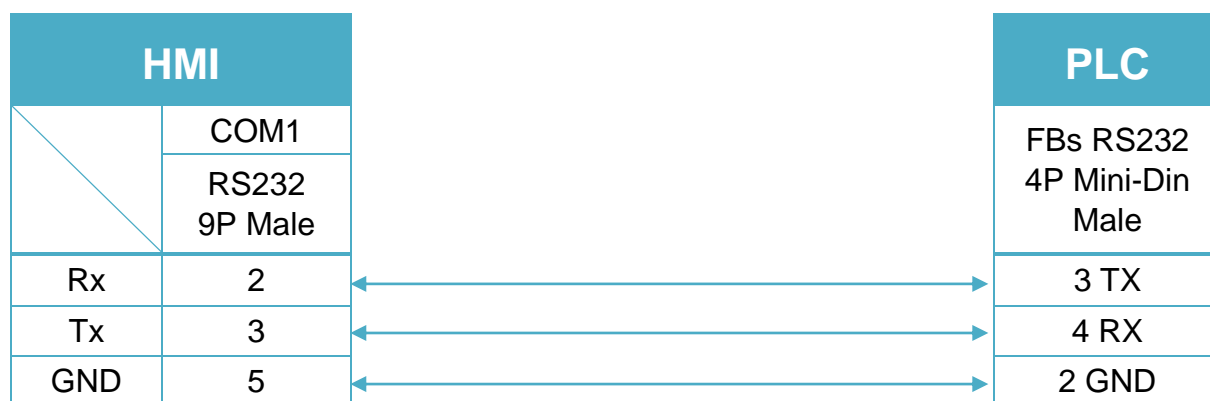 HMI
PLC
COM1
RS232
9P Male
FBs RS232
4P Mini-Din
Male
Rx 2 3 TX
Tx 3 4 RX
GND 5 2 GND